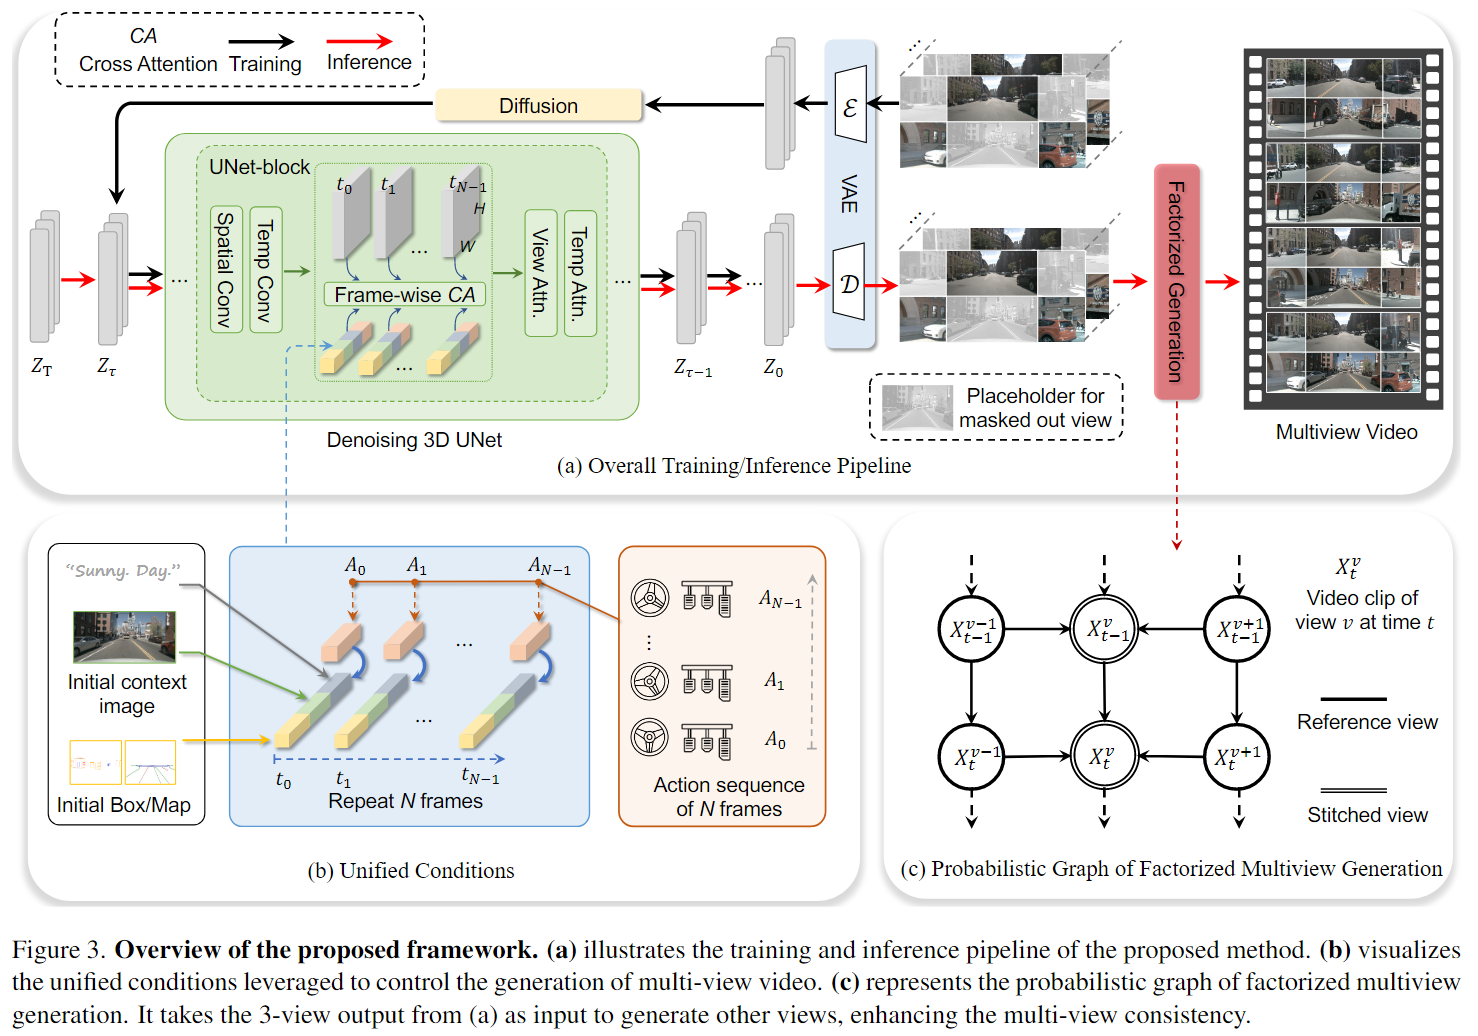 CA
Cross Attention
Training
Inference
Diffusion
ℰ
VAE
𝒟
UNet-block
Spatial Conv
Temp Conv
t_0
t_1
t_{N-1}
H
W
...
Frame-wise CA
...
View Attn.
Temp Attn.
...
...
...
Z_T
Z_τ
Z_{τ-1}
Z_0
Denoising 3D UNet
Placeholder for
masked out view
Factorized Generation
Multiview Video
(a) Overall Training/Inference Pipeline
“Sunny. Day.”
Initial context
image
Initial Box/Map
A_0
A_1
A_{N-1}
...
...
t_0
t_1
t_{N-1}
Repeat N frames
A_{N-1}
⋮
A_1
A_0
Action sequence
of N frames
(b) Unified Conditions
X_{t-1}^{v-1}
X_{t-1}^{v}
X_{t-1}^{v+1}
X_t^{v-1}
X_t^v
X_t^{v+1}
X_t^v
Video clip of
view v at time t
Reference view
Stitched view
(c) Probabilistic Graph of Factorized Multiview Generation
Figure 3. Overview of the proposed framework. (a) illustrates the training and inference pipeline of the proposed method. (b) visualizes
the unified conditions leveraged to control the generation of multi-view video. (c) represents the probabilistic graph of factorized multiview
generation. It takes the 3-view output from (a) as input to generate other views, enhancing the multi-view consistency.